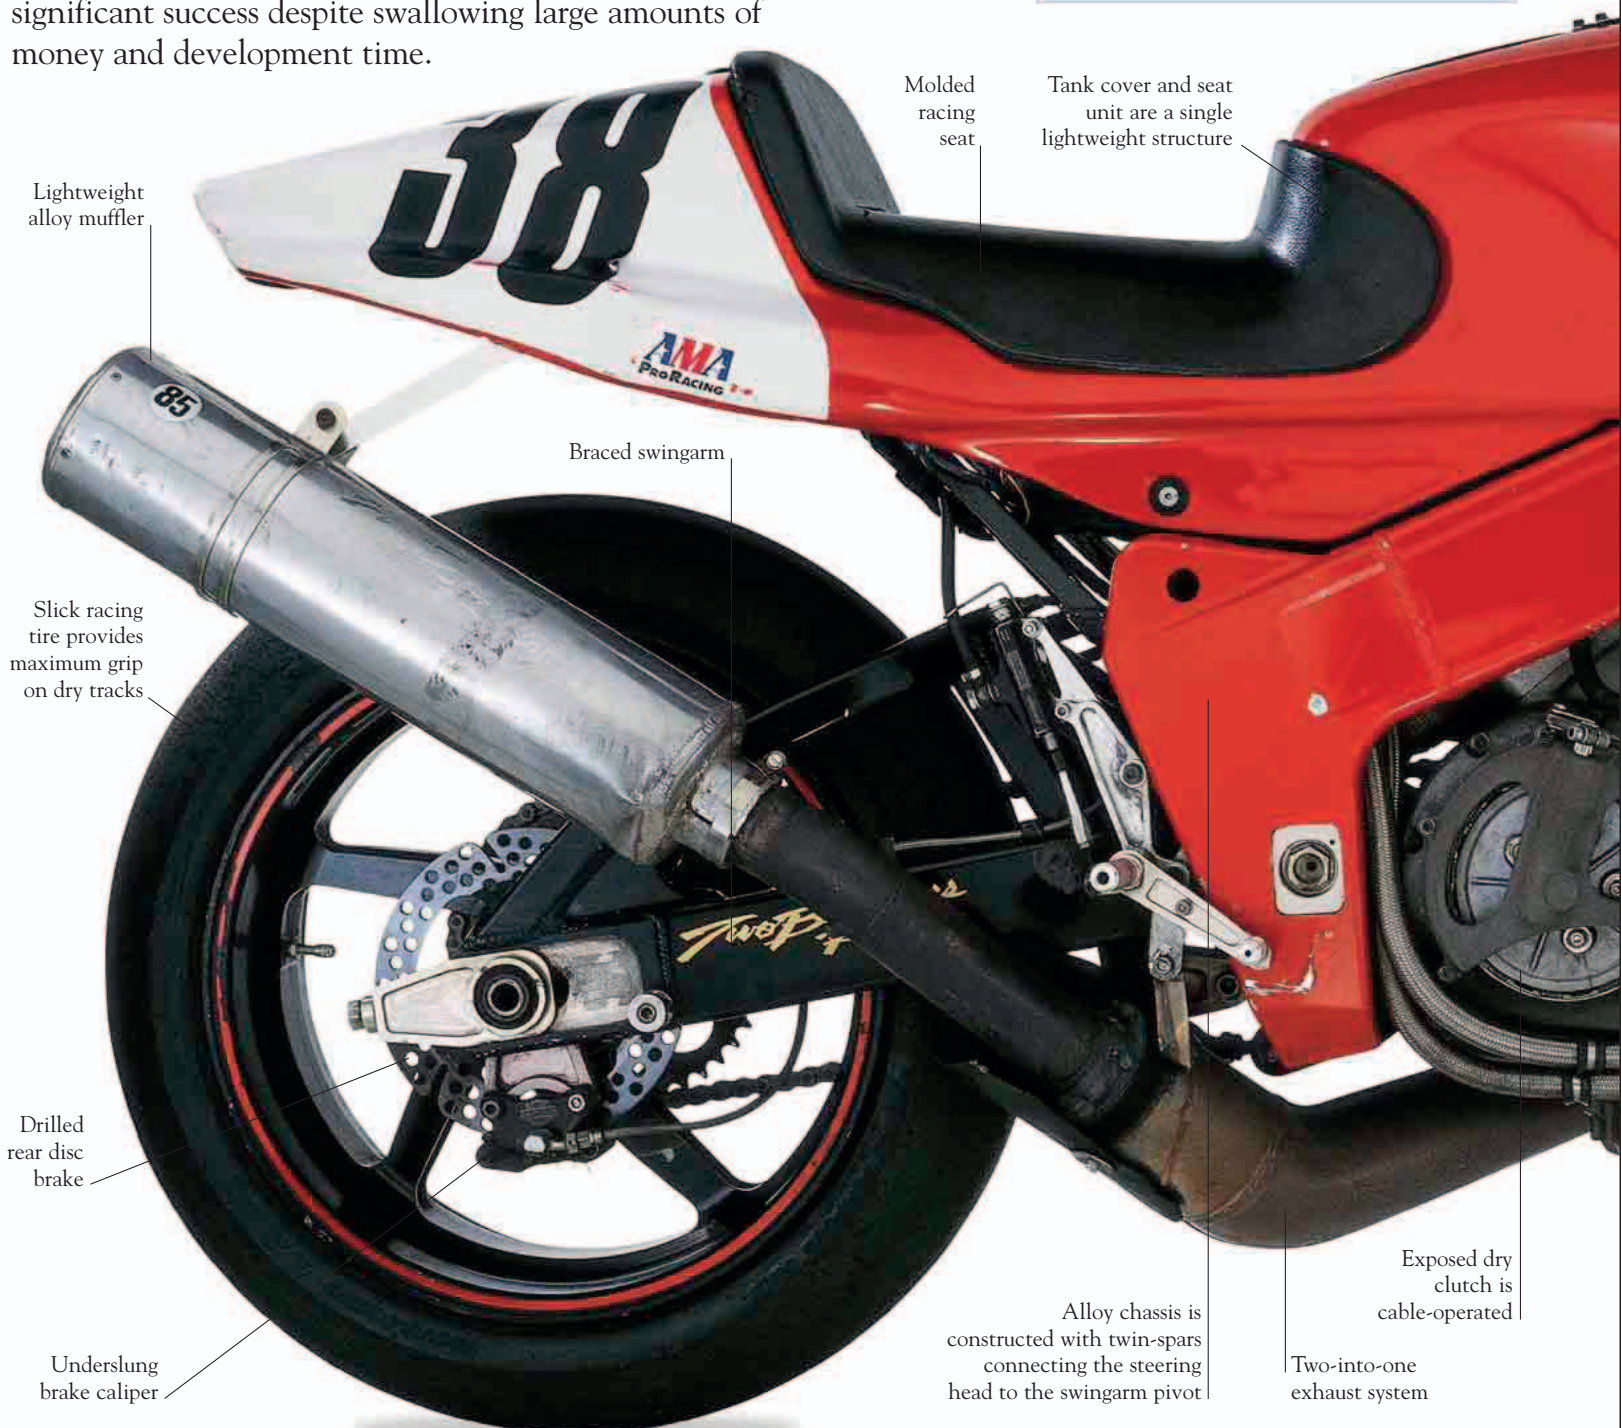 significant success despite swallowing large amounts of
money and development time.
Molded
racing
seat
Tank cover and seat
unit are a single
lightweight structure
Lightweight
alloy muffler
38
AMA
PRO RACING
85
Braced swingarm
Slick racing
tire provides
maximum grip
on dry tracks
Drilled
rear disc
brake
Underslung
brake caliper
Exposed dry
clutch is
cable-operated
Alloy chassis is
constructed with twin-spars
connecting the steering
head to the swingarm pivot
Two-into-one
exhaust system